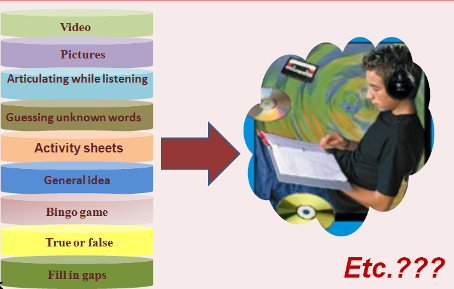 Video
Pictures
Articulating while listening
Guessing unknown words
Activity sheets
General idea
Bingo game
True or false
Fill in gaps
Etc.???